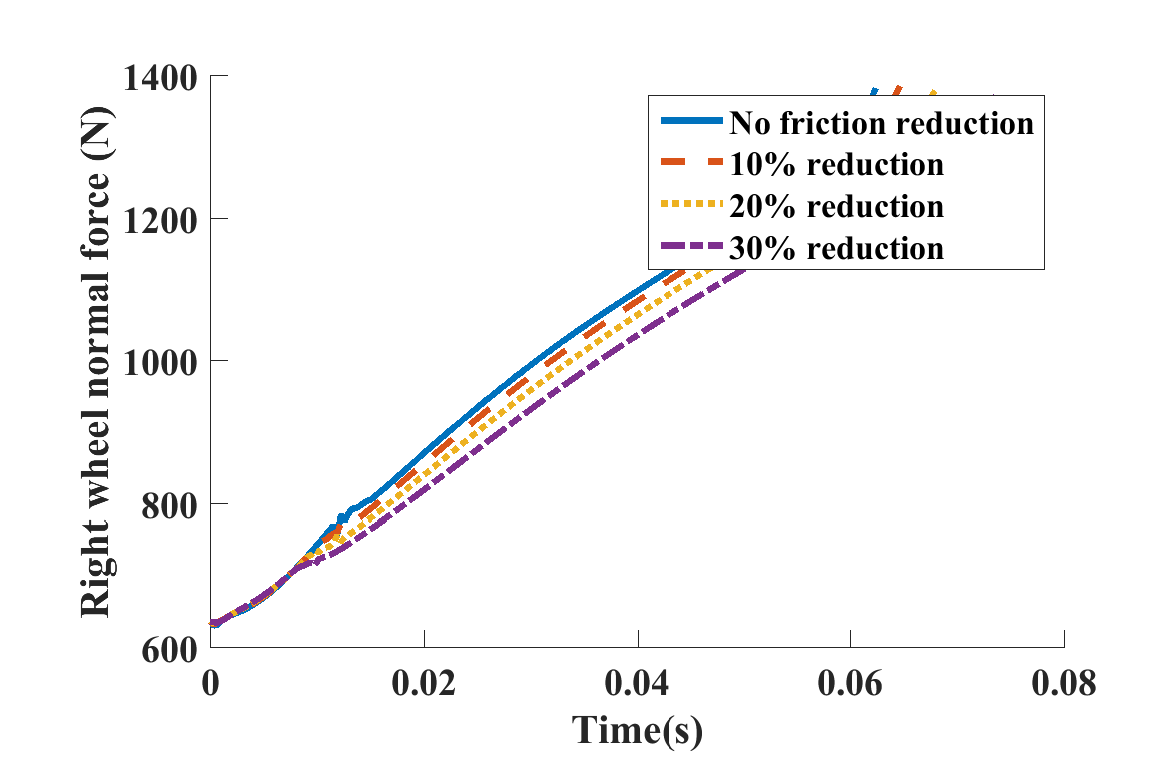 Right wheel normal force (N)
1400
1200
1000
800
600
0
0.02
0.04
0.06
0.08
Time(s)
No friction reduction
10% reduction
20% reduction
30% reduction